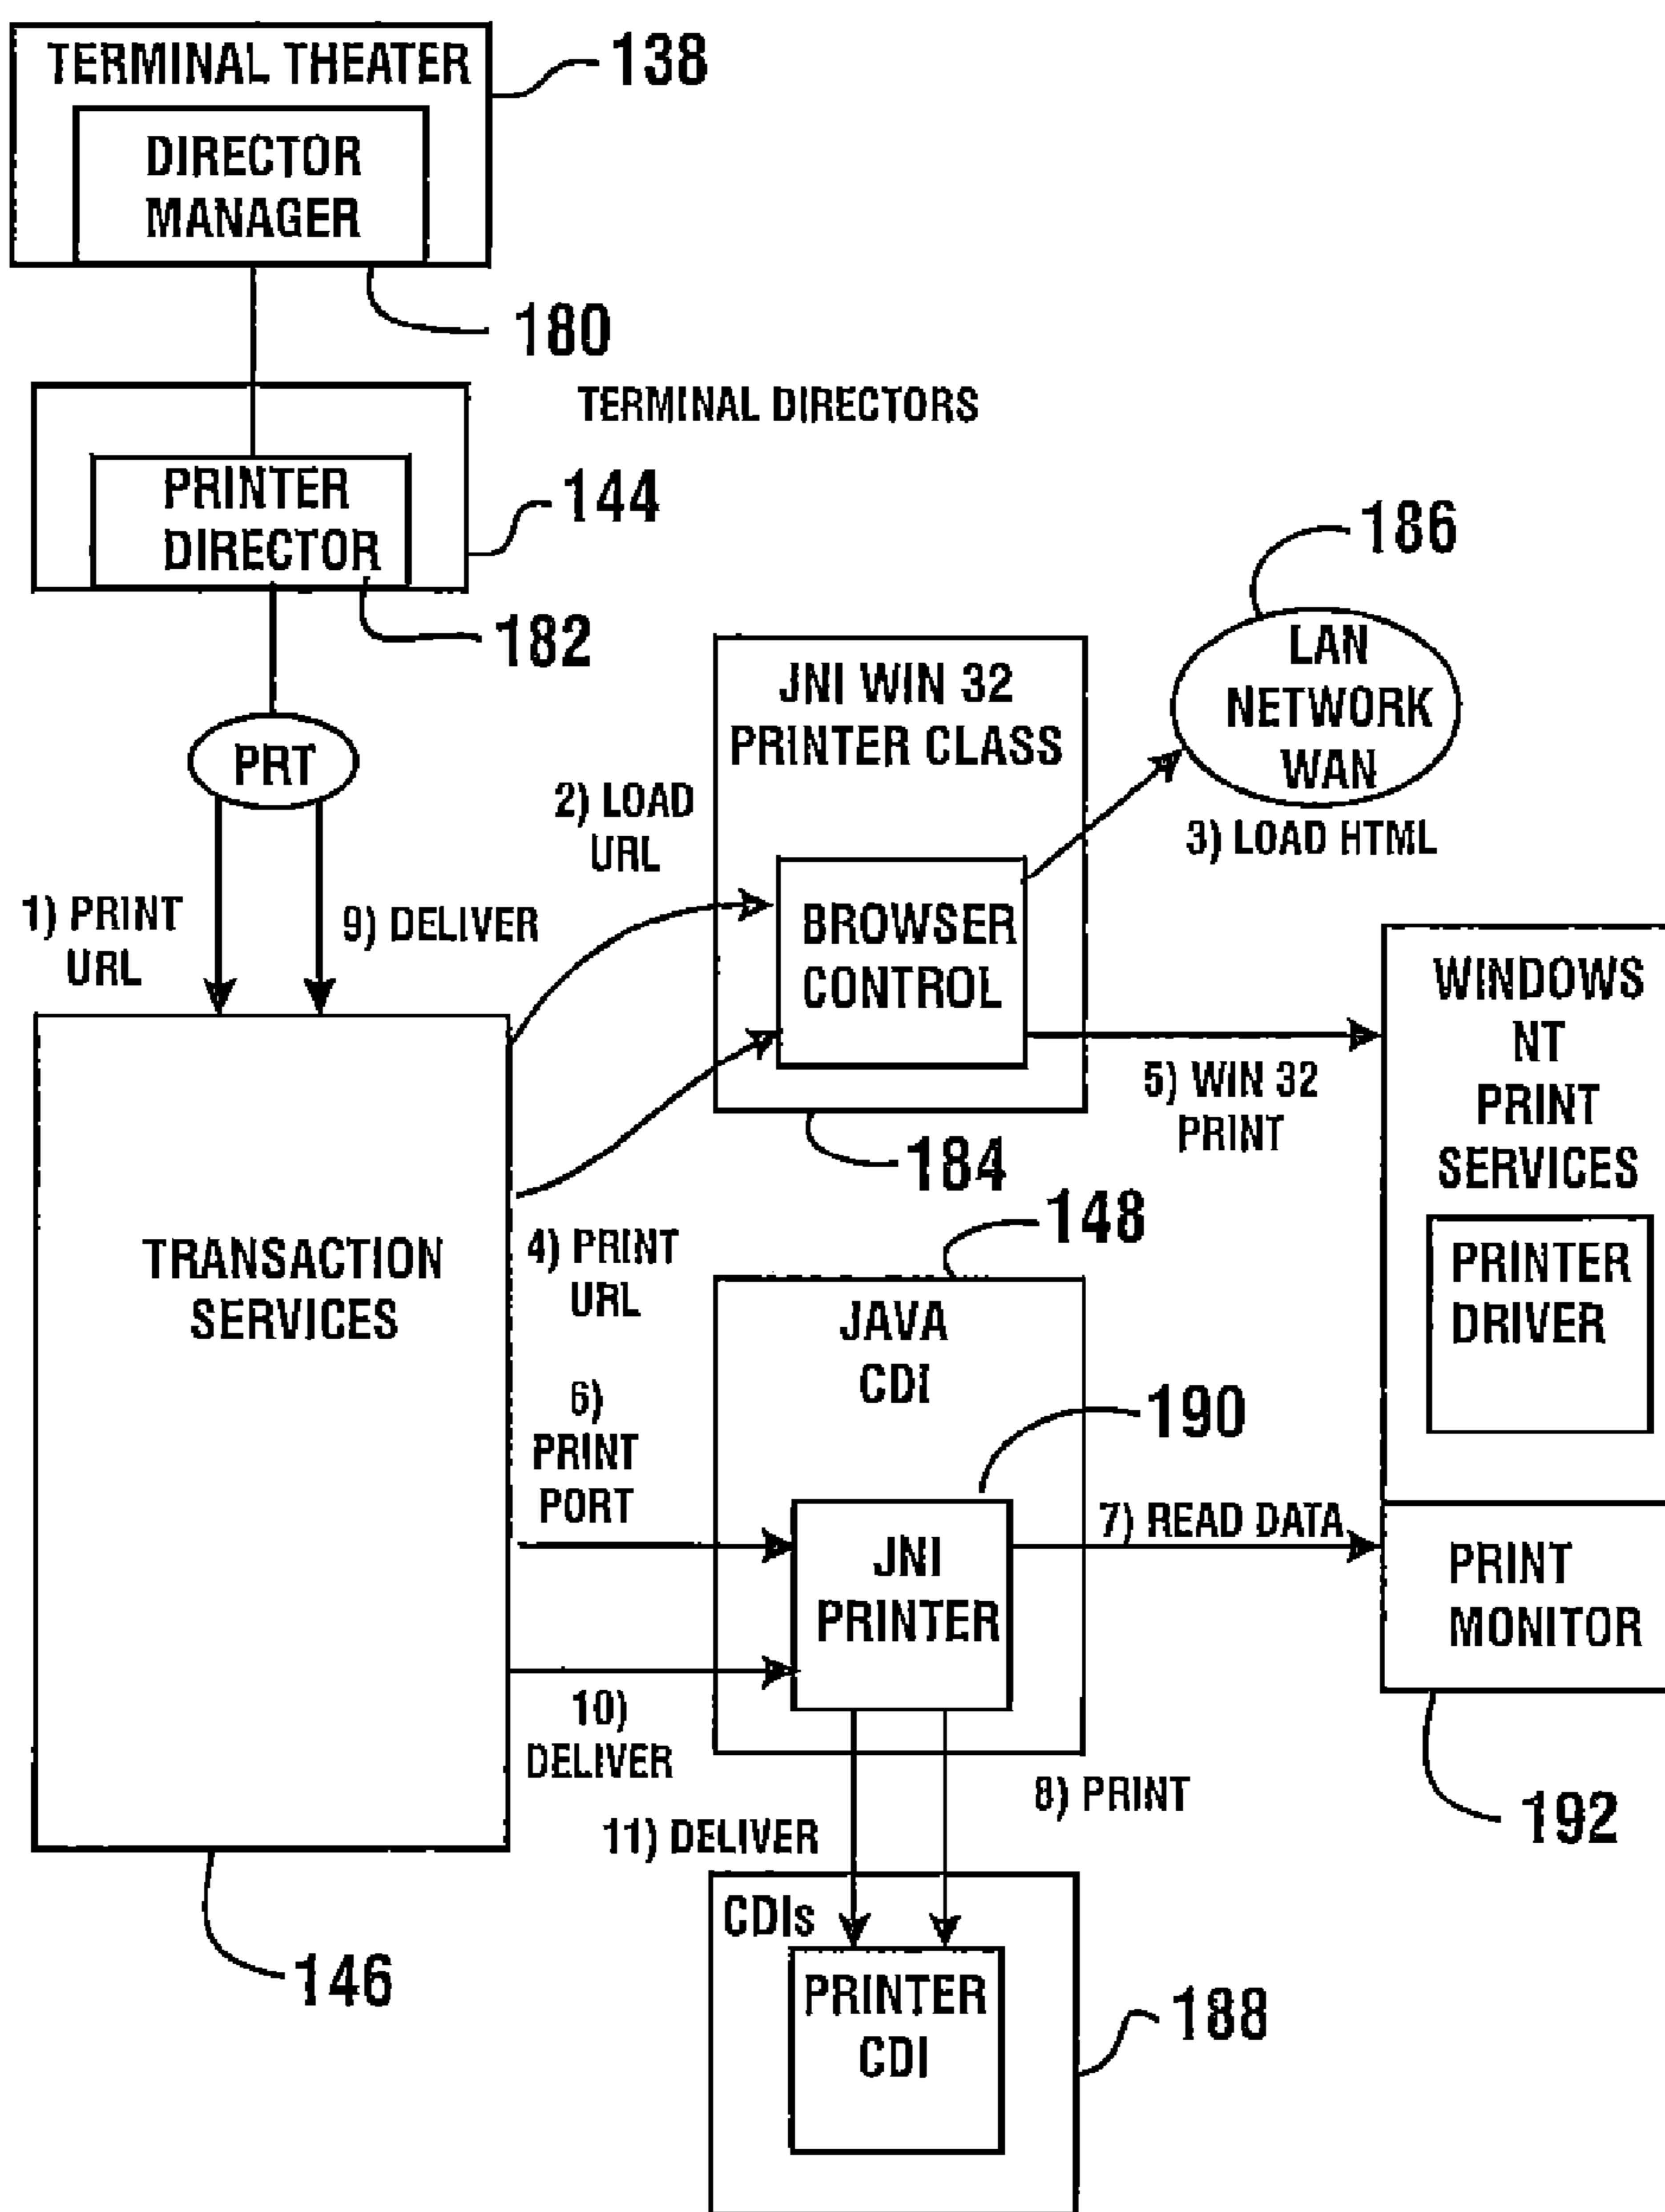 TERMINAL THEATER
138
DIRECTOR
MANAGER
180
TERMINAL DIRECTORS
PRINTER
DIRECTOR
144
182
186
LAN
NETWORK
WAN
JNI WIN 32
PRINTER CLASS
PRT
2) LOAD
URL
3) LOAD HTML
1) PRINT
URL
9) DELIVER
BROWSER
CONTROL
WINDOWS
NT
PRINT
SERVICES
5) WIN 32
PRINT
184
148
TRANSACTION
SERVICES
4) PRINT
URL
PRINTER
DRIVER
JAVA
CDI
6)
PRINT
PORT
190
7) READ DATA
JNI
PRINTER
PRINT
MONITOR
10)
DELIVER
8) PRINT
11) DELIVER
192
CDIs
146
PRINTER
CDI
188